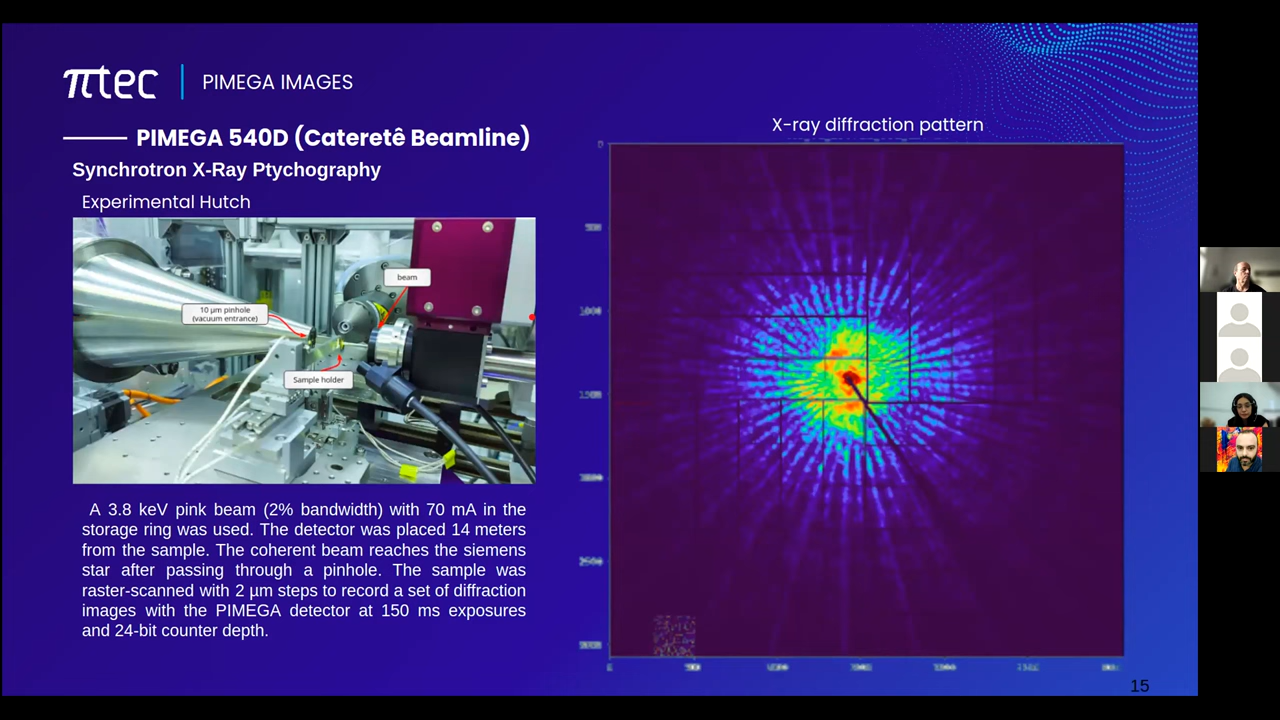 πtec
PIMEGA IMAGES
PIMEGA 540D (Cateretê Beamline)
Synchrotron X-Ray Ptychography
Experimental Hutch
beam
10 µm pinhole
(vacuum entrance)
Sample holder
A 3.8 keV pink beam (2% bandwidth) with 70 mA in the
storage ring was used. The detector was placed 14 meters
from the sample. The coherent beam reaches the siemens
star after passing through a pinhole. The sample was
raster-scanned with 2 µm steps to record a set of diffraction
images with the PIMEGA detector at 150 ms exposures
and 24-bit counter depth.
X-ray diffraction pattern
15